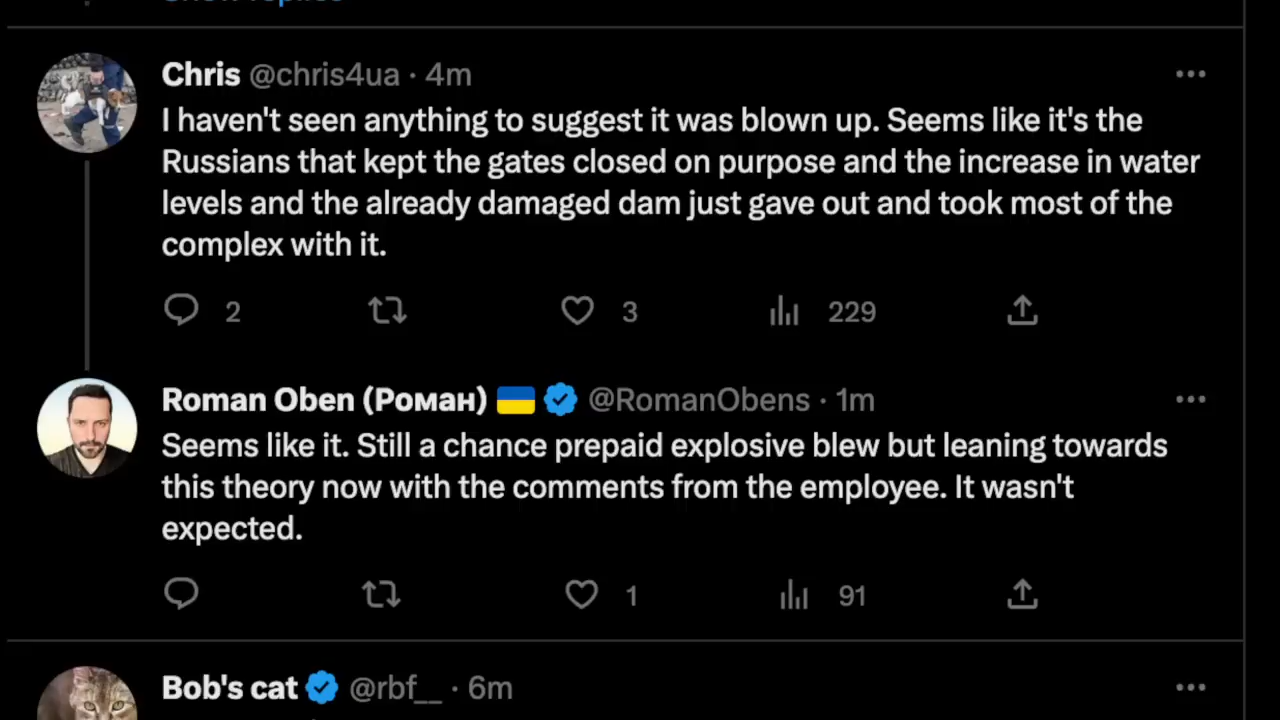 Show replies
Chris @chris4ua · 4m
I haven't seen anything to suggest it was blown up. Seems like it's the
Russians that kept the gates closed on purpose and the increase in water
levels and the already damaged dam just gave out and took most of the
complex with it.
2 3 229
Roman Oben (Роман) @RomanObens · 1m
Seems like it. Still a chance prepaid explosive blew but leaning towards
this theory now with the comments from the employee. It wasn't
expected.
1 91
Bob's cat @rbf__ · 6m